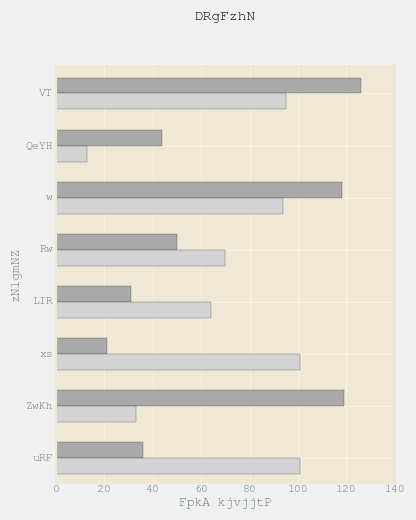 DRgFzhN
VT
QeYH
w
Rw
LIR
xs
ZwKh
uRF
zNlgmNZ
0 20 40 60 80 100 120 140
FpkA kjvjjtP